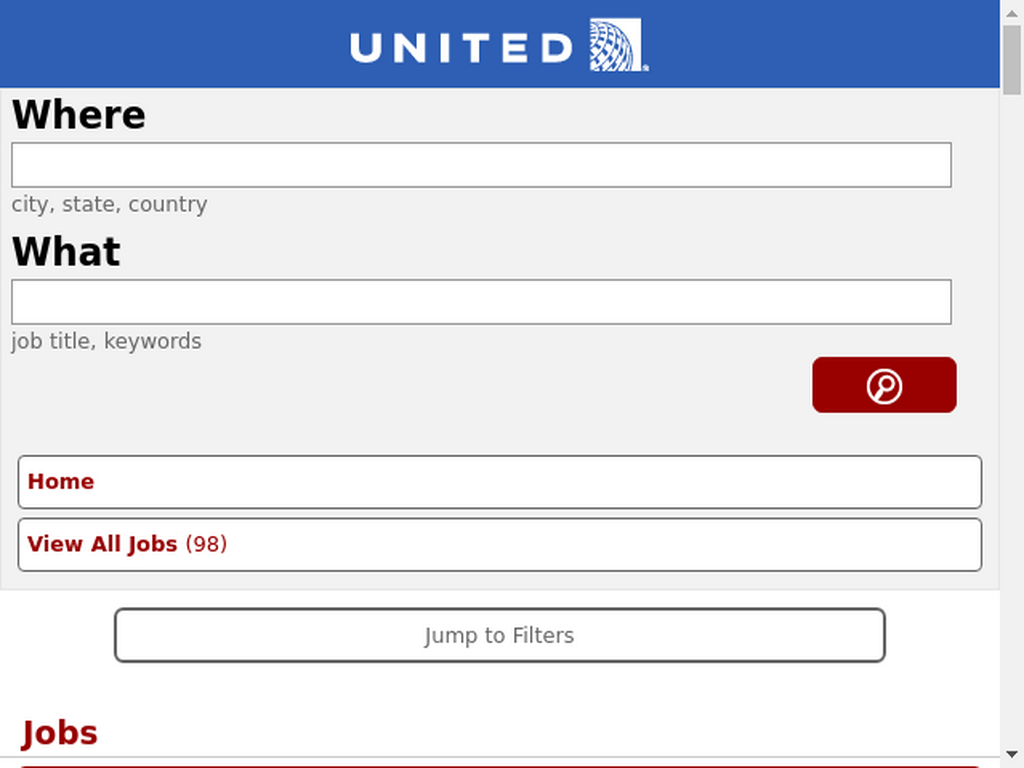 UNITED
Where
city, state, country
What
job title, keywords
Home
View All Jobs (98)
Jump to Filters
Jobs